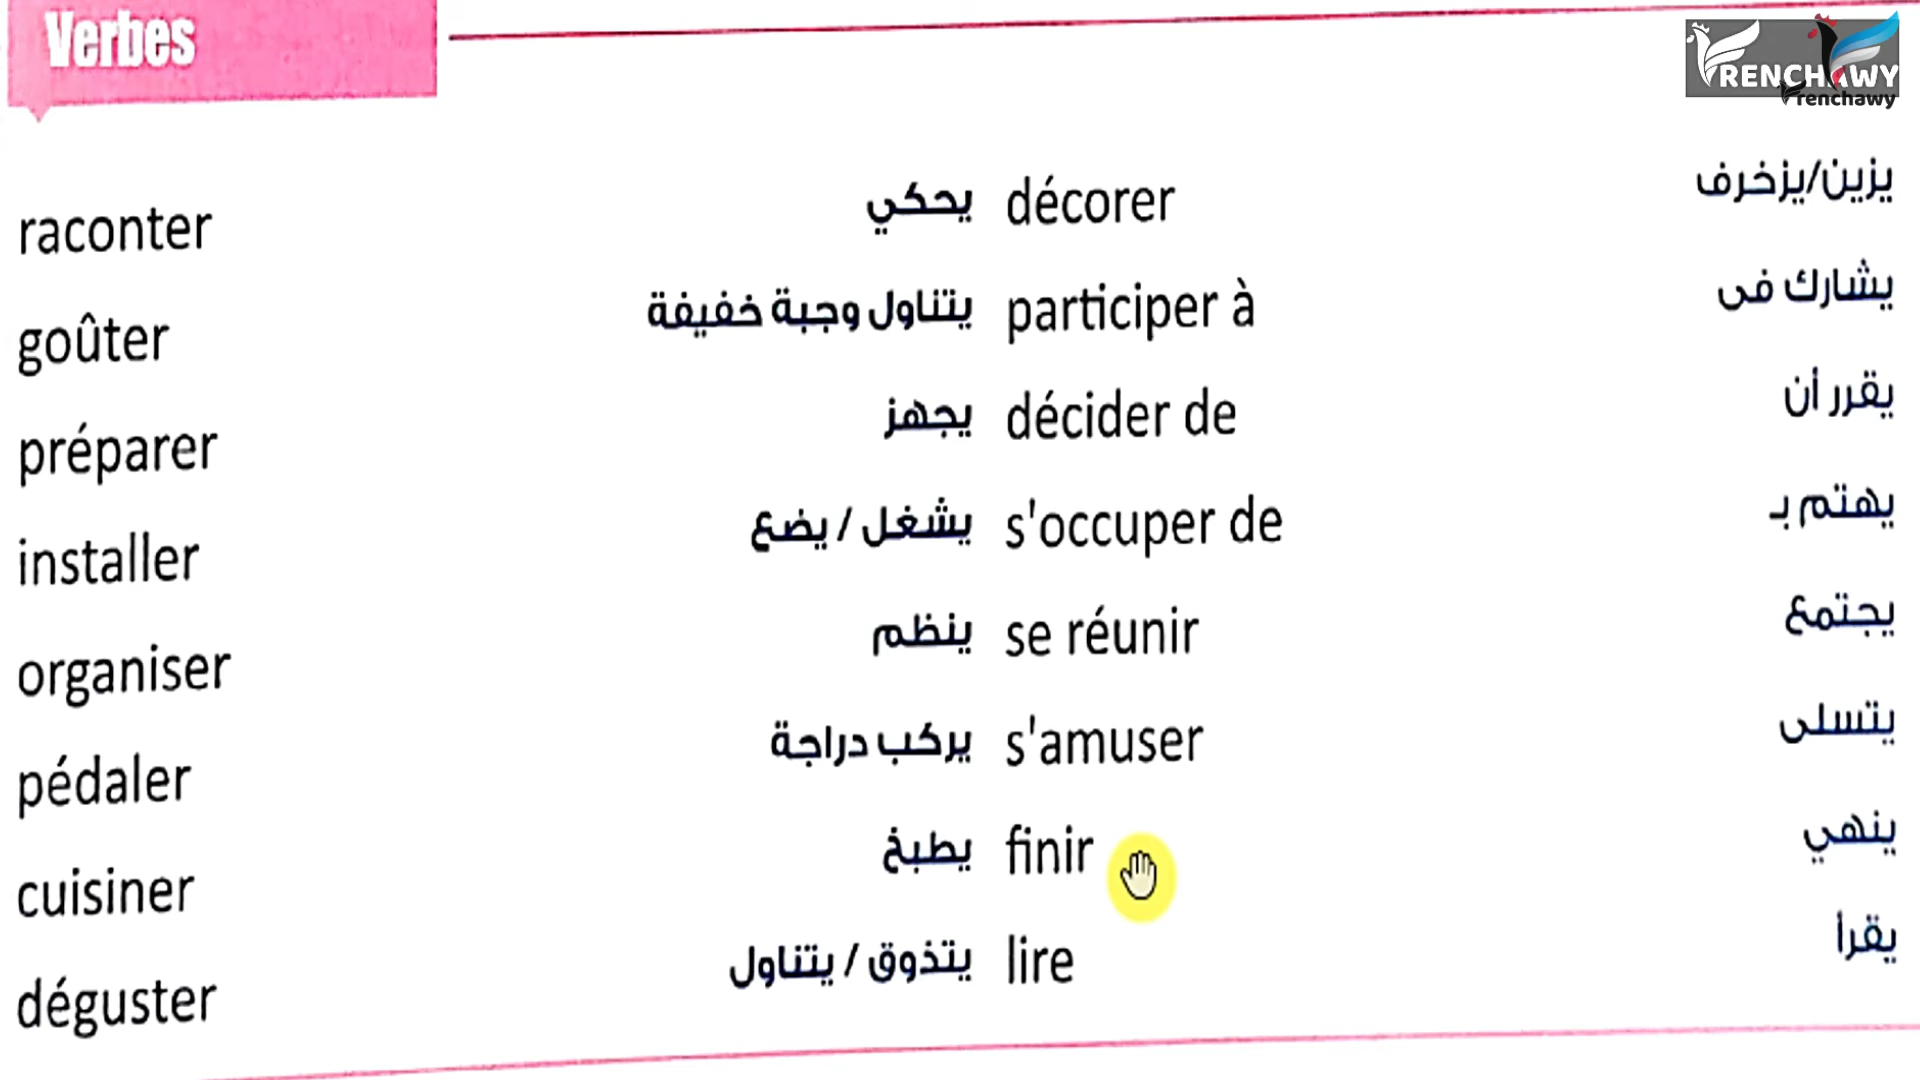 Verbes
RENCHAWY
renchawy
raconter يحكي décorer يزين/يزخرف
goûter يتناول وجبة خفيفة participer à يشارك فى
préparer يجهز décider de يقرر أن
installer يشغل / يضع s'occuper de يهتم بـ
organiser ينظم se réunir يجتمع
pédaler يركب دراجة s'amuser يتسلى
cuisiner يطبخ finir ينهي
déguster يتذوق / يتناول lire يقرأ